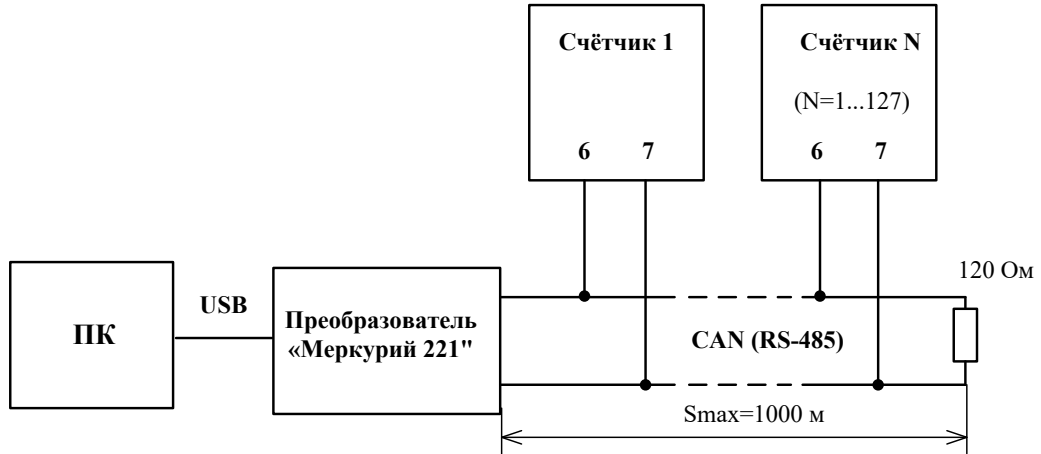 Счётчик 1
Счётчик N
(N=1...127)
6 7
6 7
120 Ом
ПК
USB
Преобразователь
«Меркурий 221"
CAN (RS-485)
Smax=1000 м